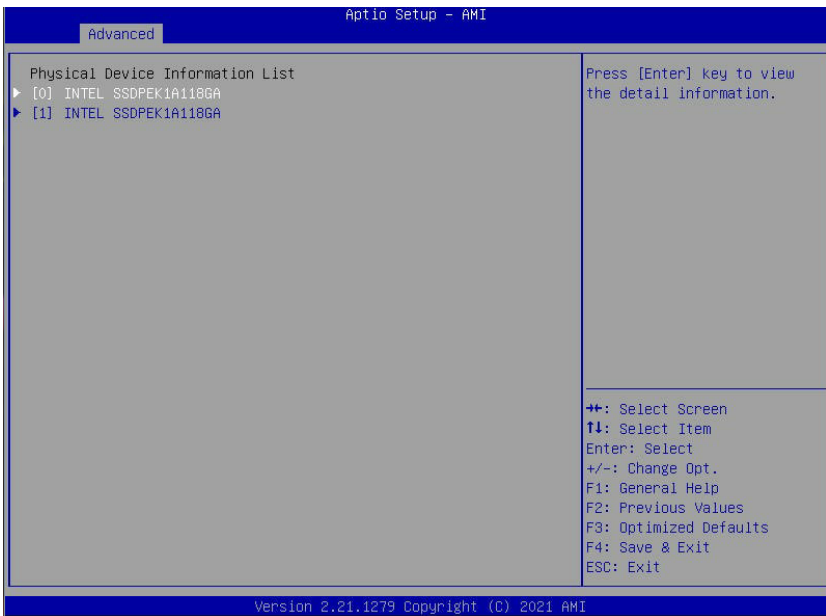 Aptio Setup - AMI
Advanced
Physical Device Information List
[0] INTEL SSDPEK1A118GA
[1] INTEL SSDPEK1A118GA
Press [Enter] key to view
the detail information.
→←: Select Screen
↑↓: Select Item
Enter: Select
+/-: Change Opt.
F1: General Help
F2: Previous Values
F3: Optimized Defaults
F4: Save & Exit
ESC: Exit
Version 2.21.1279 Copyright (C) 2021 AMI